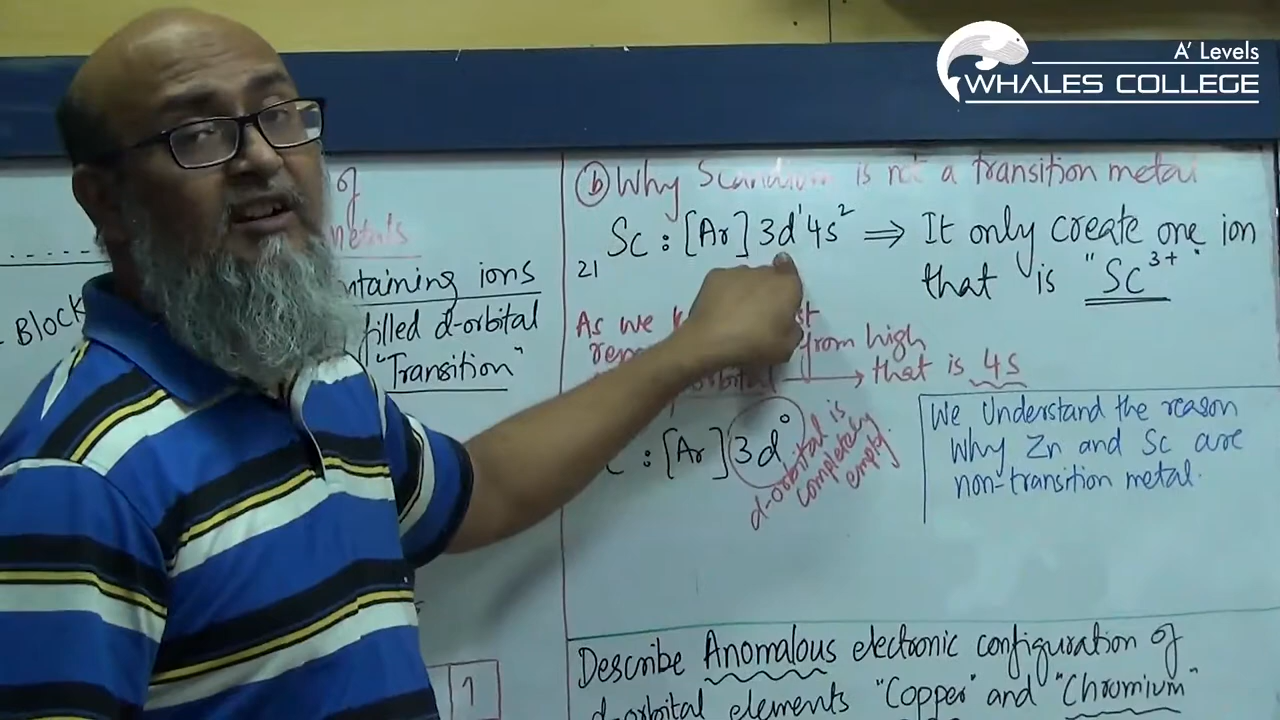 A' Levels
WHALES COLLEGE
of
metals
Block
ntaining ions
filled d-orbital
"Transition"
ⓑ Why Scandium is not a transition metal
21 Sc : [Ar] 3d¹4s² ⇒ It only create one ion
that is "Sc³⁺"
As we
from high
orbital → that is 4s
: [Ar] 3d⁰
d-orbital is
completely
empty.
We Understand the reason
Why Zn and Sc are
non-transition metal.
Describe Anomalous electronic configuration of
d-orbital elements "Copper" and "Chromium"
1